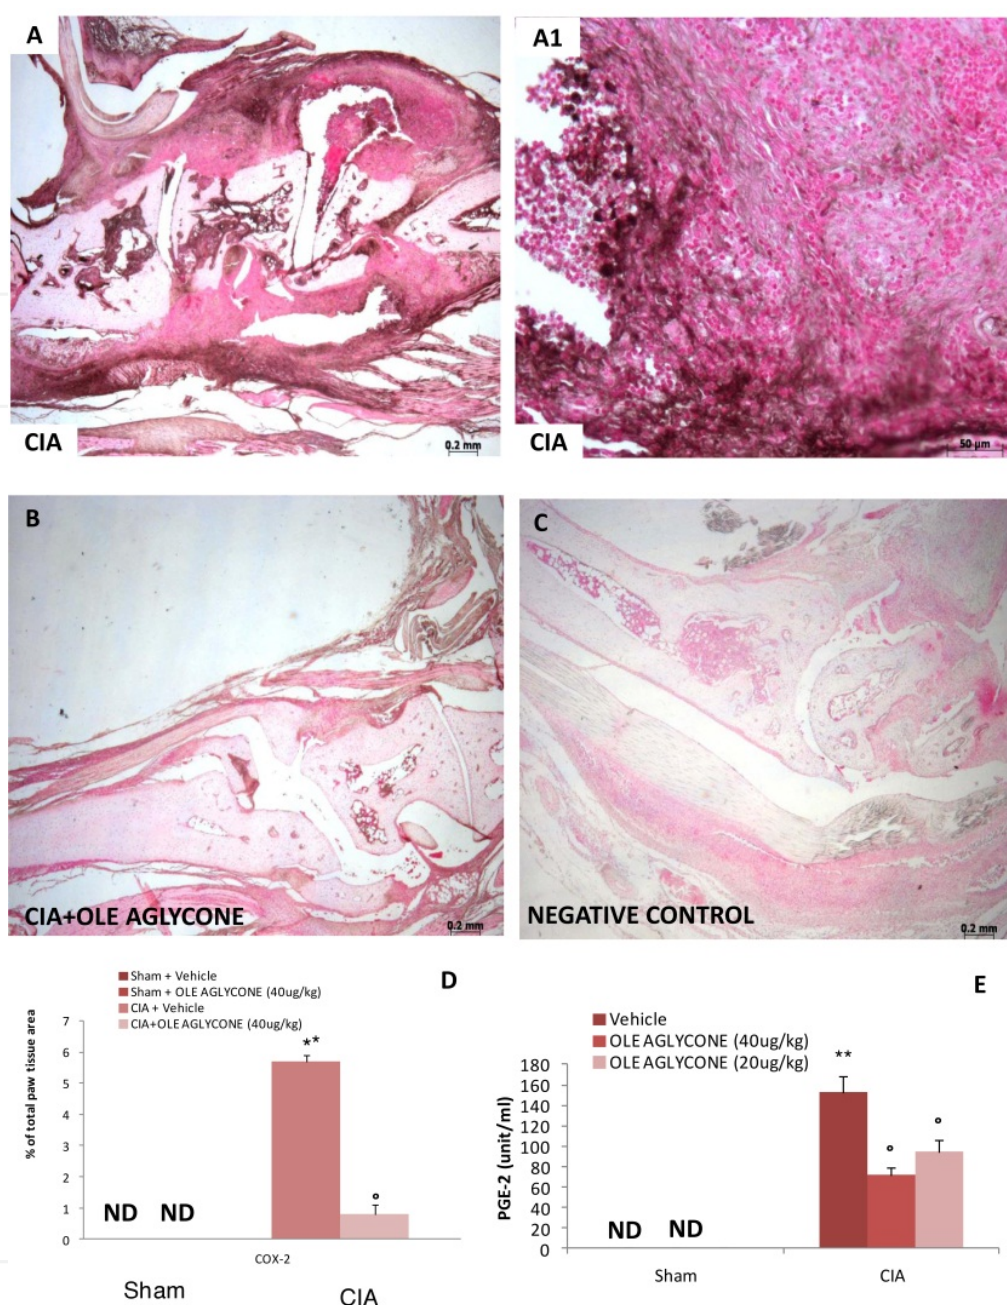 A
CIA
0.2 mm
A1
CIA
50 µm
B
CIA+OLE AGLYCONE
0.2 mm
C
NEGATIVE CONTROL
0.2 mm
D
Sham + Vehicle
Sham + OLE AGLYCONE (40ug/kg)
CIA + Vehicle
CIA+OLE AGLYCONE (40ug/kg)
% of total paw tissue area
7
6
5
4
3
2
1
0
**
°
ND ND
COX-2
Sham CIA
E
Vehicle
OLE AGLYCONE (40ug/kg)
OLE AGLYCONE (20ug/kg)
PGE-2 (unit/ml)
180
160
140
120
100
80
60
40
20
0
**
°
°
ND ND
Sham CIA